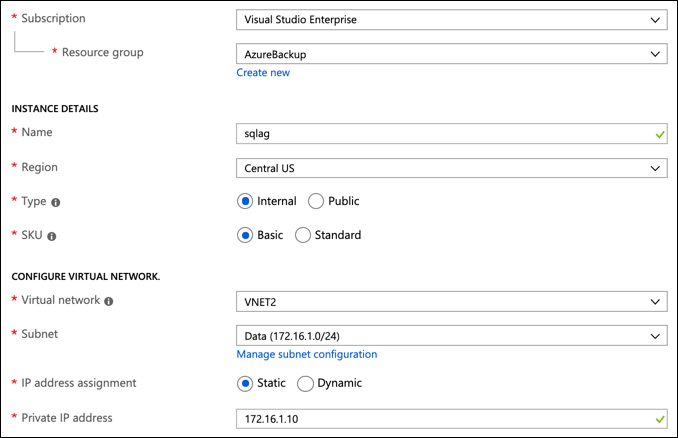 * Subscription Visual Studio Enterprise
* Resource group AzureBackup
Create new
INSTANCE DETAILS
* Name sqlag
* Region Central US
* Type Internal Public
* SKU Basic Standard
CONFIGURE VIRTUAL NETWORK.
* Virtual network VNET2
* Subnet Data (172.16.1.0/24)
Manage subnet configuration
* IP address assignment Static Dynamic
* Private IP address 172.16.1.10